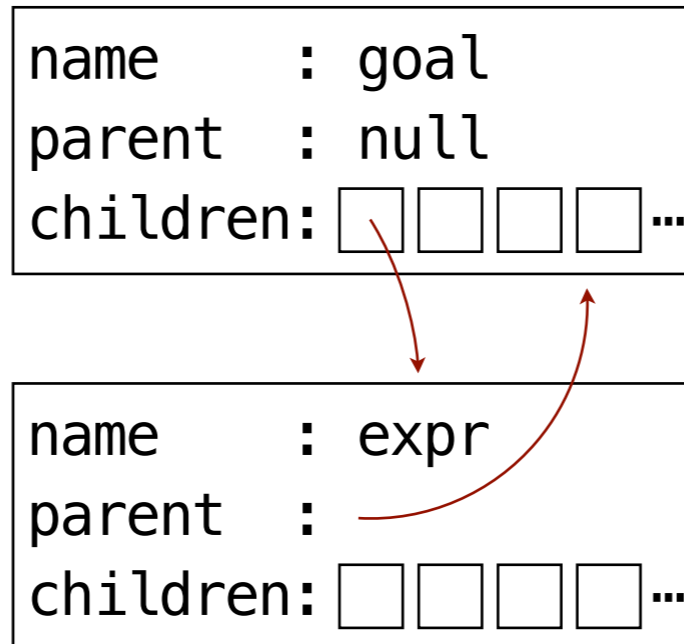 name : goal
parent : null
children: …
name : expr
parent :
children: …